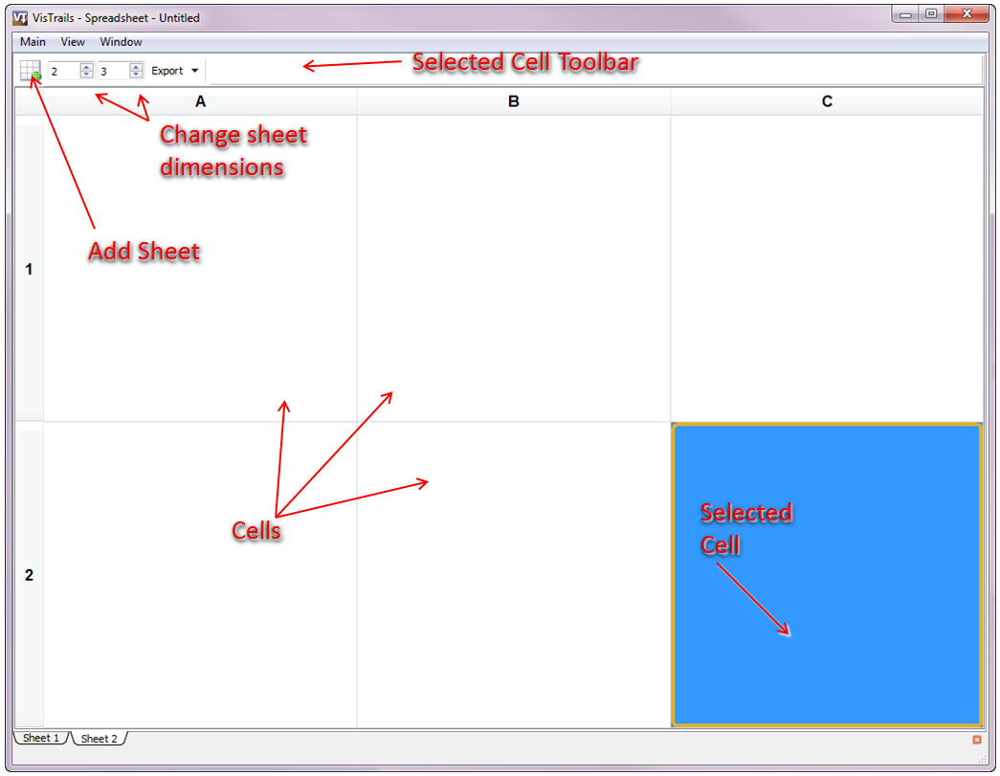 VT VisTrails - Spreadsheet - Untitled
Main View Window
2 3 Export
Selected Cell Toolbar
A B C
Change sheet
dimensions
Add Sheet
1
Cells
Selected
Cell
2
Sheet 1 Sheet 2